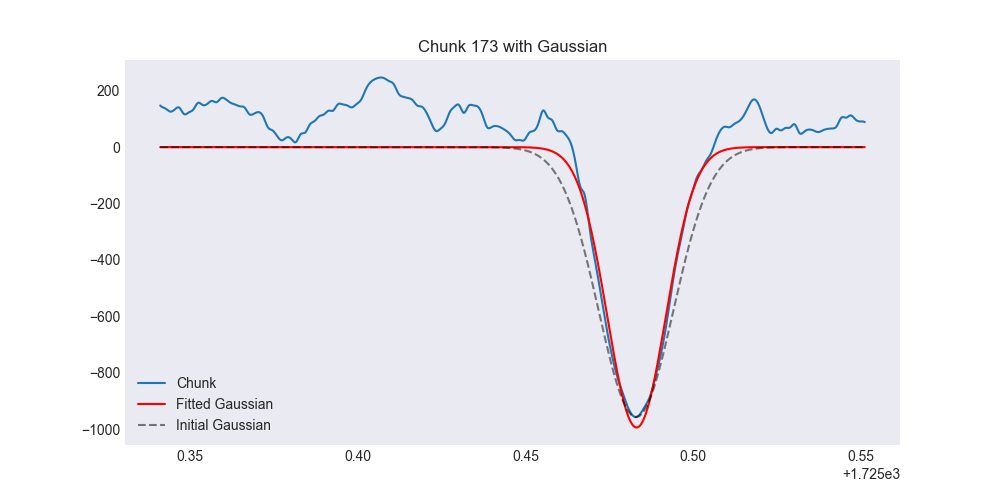 Chunk 173 with Gaussian
200
0
−200
−400
−600
−800
−1000
Chunk
Fitted Gaussian
Initial Gaussian
0.35 0.40 0.45 0.50 0.55
+1.725e3